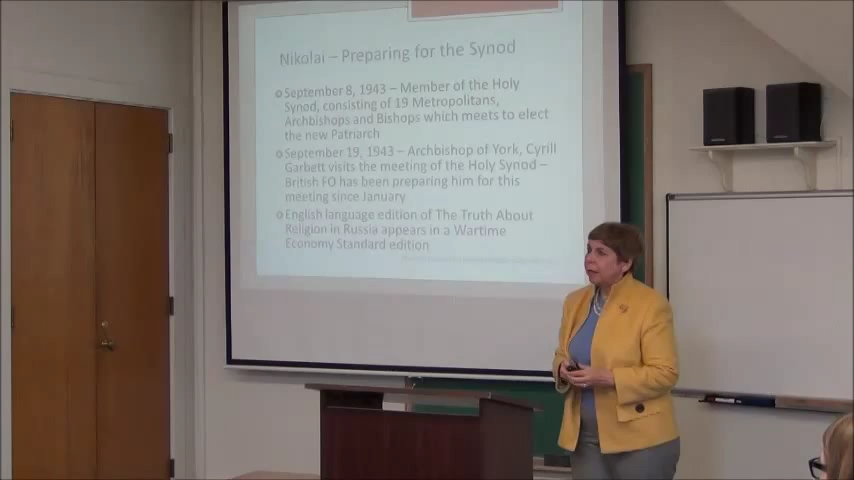 Nikolai – Preparing for the Synod
September 8, 1943 – Member of the Holy
Synod, consisting of 19 Metropolitans,
Archbishops and Bishops which meets to elect
the new Patriarch
September 19, 1943 – Archbishop of York, Cyrill
Garbett visits the meeting of the Holy Synod –
British FO has been preparing him for this
meeting since January
English language edition of The Truth About
Religion in Russia appears in a Wartime
Economy Standard edition